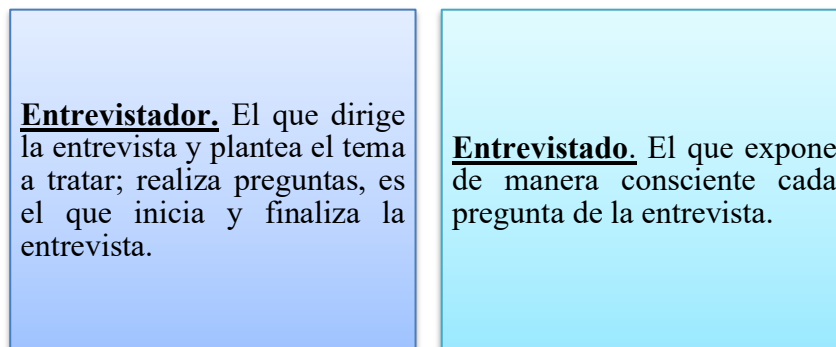 Entrevistador. El que dirige
la entrevista y plantea el tema
a tratar; realiza preguntas, es
el que inicia y finaliza la
entrevista.
Entrevistado. El que expone
de manera consciente cada
pregunta de la entrevista.